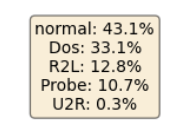 normal: 43.1%
Dos: 33.1%
R2L: 12.8%
Probe: 10.7%
U2R: 0.3%